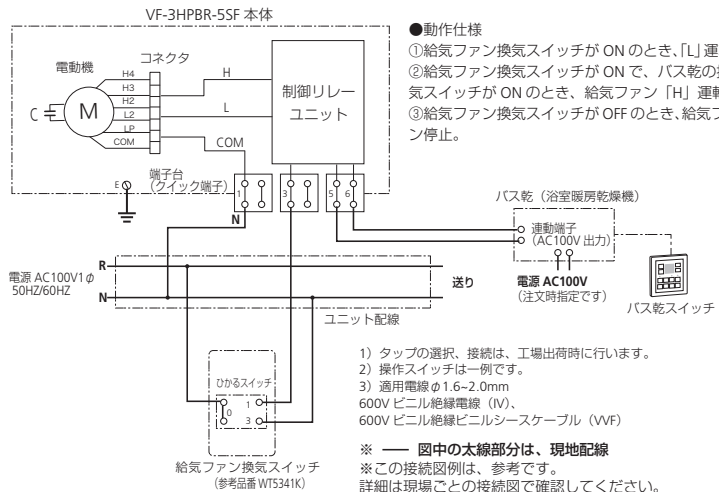 VF-3HPBR-5SF 本体
電動機
コネクタ
H4
H3
H2
L2
LP
COM
C
M
H
L
COM
制御リレー
ユニット
E
端子台
(クイック端子)
1
3
5
6
N
●動作仕様
①給気ファン換気スイッチが ON のとき、「L」運
②給気ファン換気スイッチが ON で、バス乾の
気スイッチが ON のとき、給気ファン「H」運
③給気ファン換気スイッチが OFF のとき、給気フ
ン停止。
バス乾(浴室暖房乾燥機)
連動端子
(AC100V 出力)
電源 AC100V
(注文時指定です)
バス乾スイッチ
電源 AC100V1φ
50HZ/60HZ
R
N
送り
ユニット配線
ひかるスイッチ
0
1
3
給気ファン換気スイッチ
(参考品番 WT5341K)
1)タップの選択、接続は、工場出荷時に行います。
2)操作スイッチは一例です。
3)適用電線φ1.6~2.0mm
600V ビニル絶縁電線(IV)、
600V ビニル絶縁ビニルシースケーブル(VVF)
※ ━━ 図中の太線部分は、現地配線
※この接続図例は、参考です。
詳細は現場ごとの接続図で確認してください。